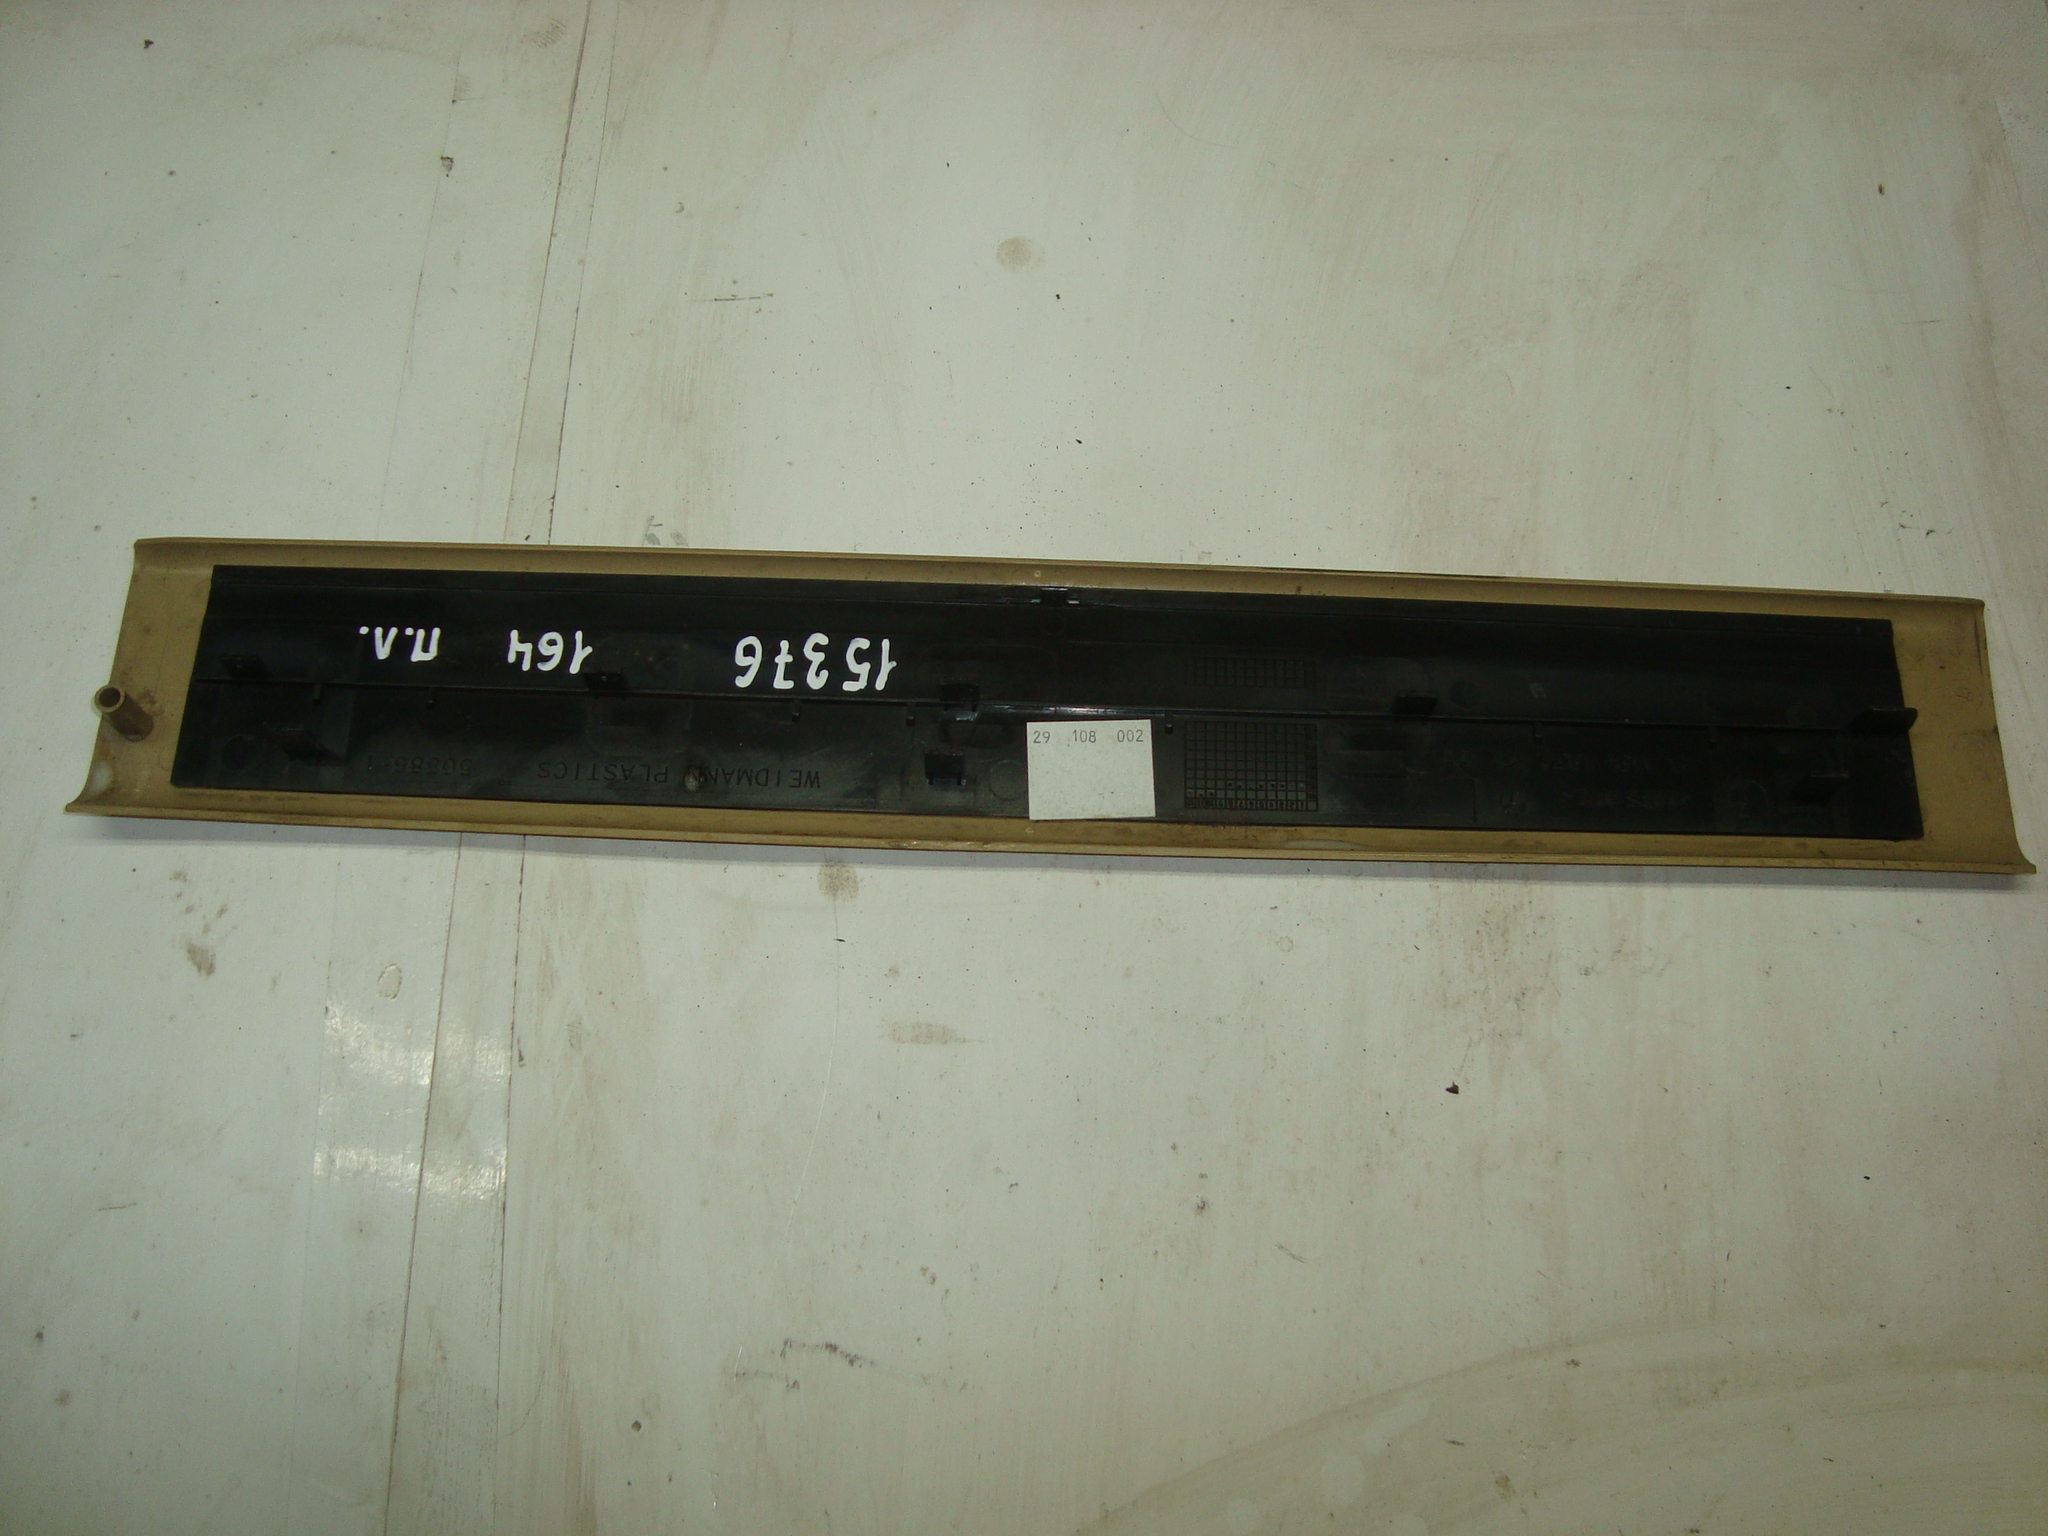 15376 164 п.л.
29 108 002
WEIDMANN PLASTICS